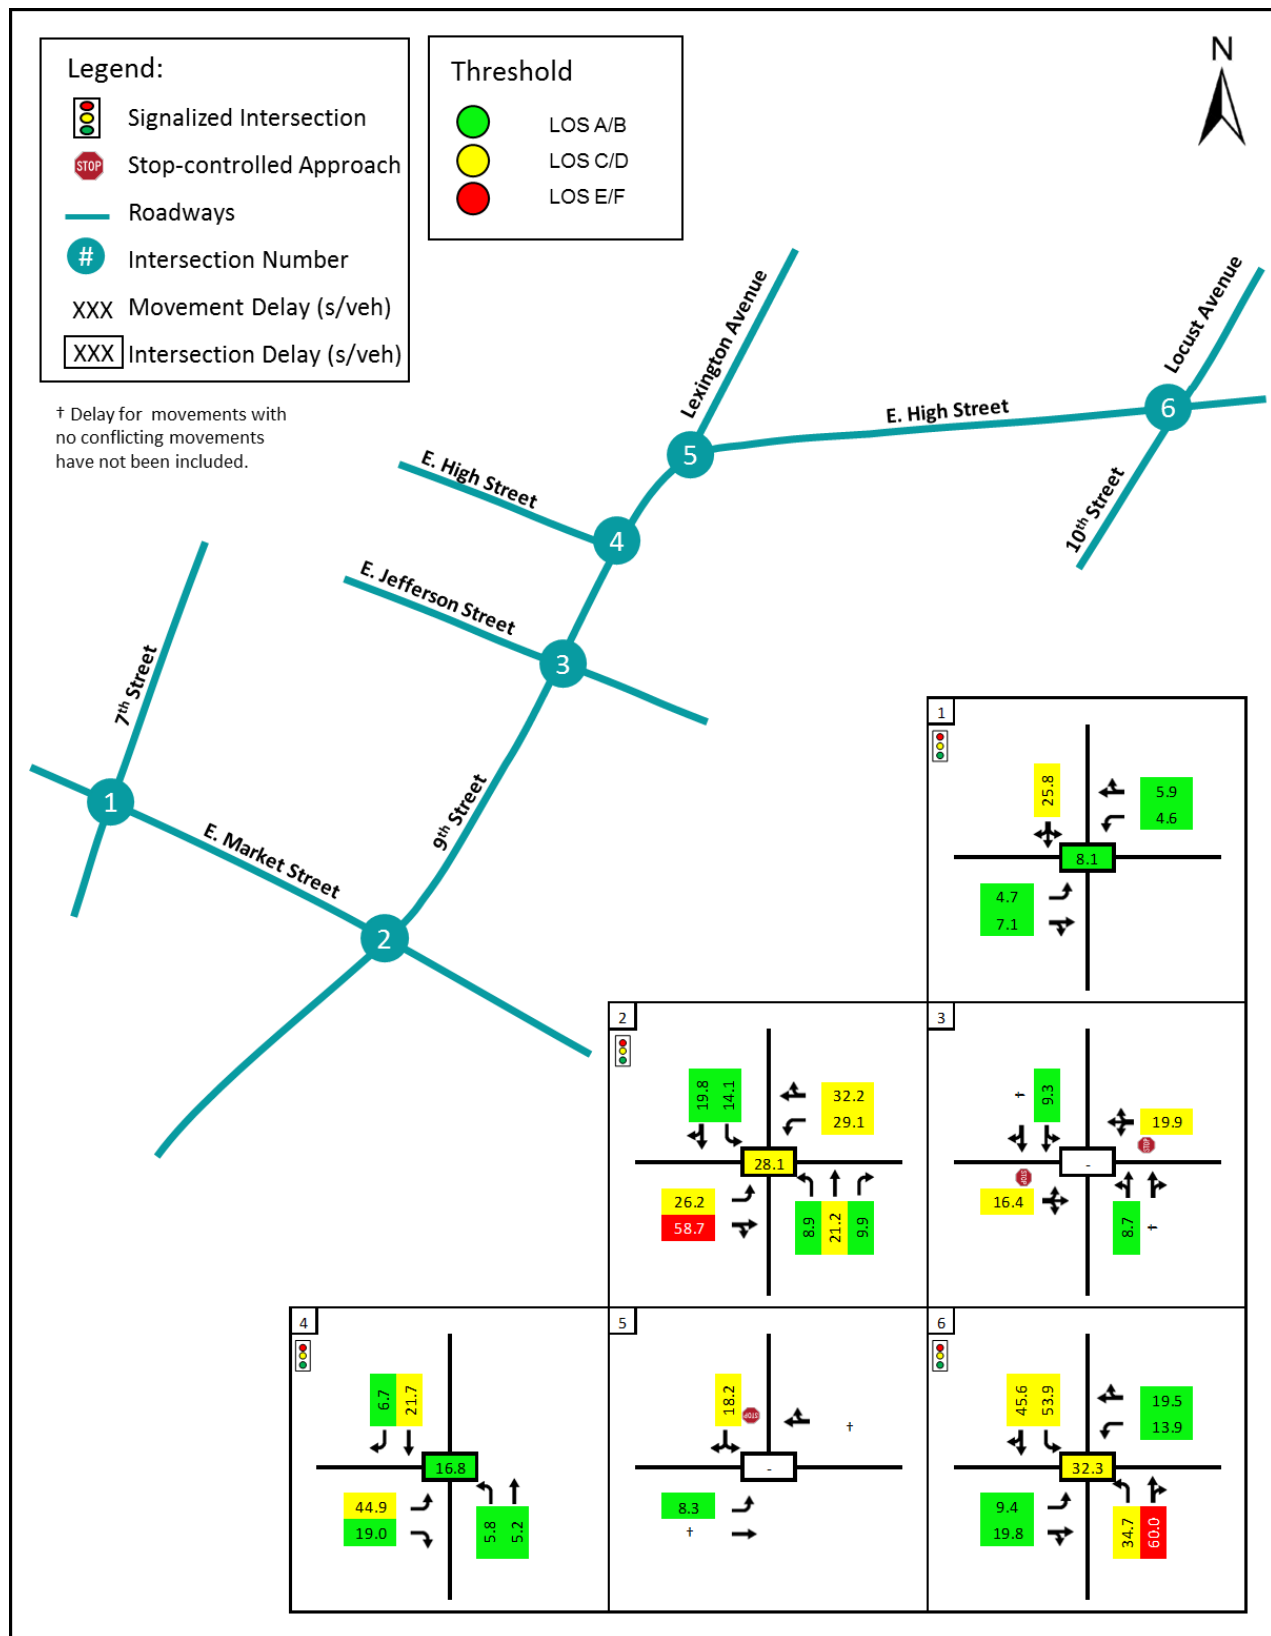 N
Legend:
Signalized Intersection
STOP
Stop-controlled Approach
Roadways
#
Intersection Number
XXX Movement Delay (s/veh)
XXX Intersection Delay (s/veh)
Threshold
LOS A/B
LOS C/D
LOS E/F
† Delay for movements with
no conflicting movements
have not been included.
Lexington Avenue
Locust Avenue
E. High Street
6
5
E. High Street
10th Street
4
E. Jefferson Street
3
7th Street
1
E. Market Street
9th Street
2
1
25.8
5.9
4.6
8.1
4.7
7.1
2
19.8
14.1
32.2
29.1
28.1
26.2
58.7
8.9
21.2
9.9
3
†
9.3
19.9
STOP
-
STOP
16.4
8.7
†
4
6.7
21.7
16.8
44.9
19.0
5.8
5.2
5
18.2
STOP
†
-
8.3
†
6
45.6
53.9
19.5
13.9
32.3
9.4
19.8
34.7
60.0